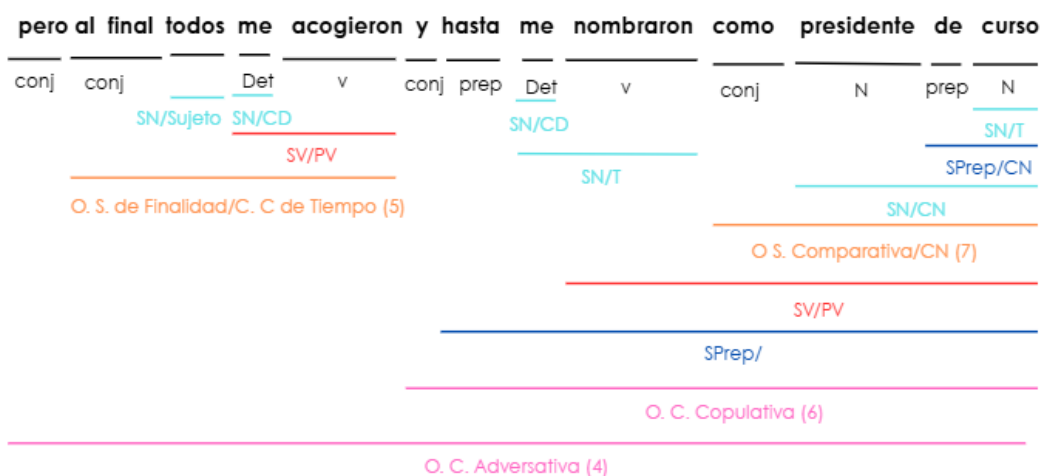 pero al final todos me acogieron y hasta me nombraron como presidente de curso
conj conj Det v conj prep Det v conj N prep N
SN/Sujeto SN/CD SN/CD SN/T
SV/PV SN/T SPrep/CN
O. S. de Finalidad/C. C de Tiempo (5) SN/CN
O S. Comparativa/CN (7)
SV/PV
SPrep/
O. C. Copulativa (6)
O. C. Adversativa (4)